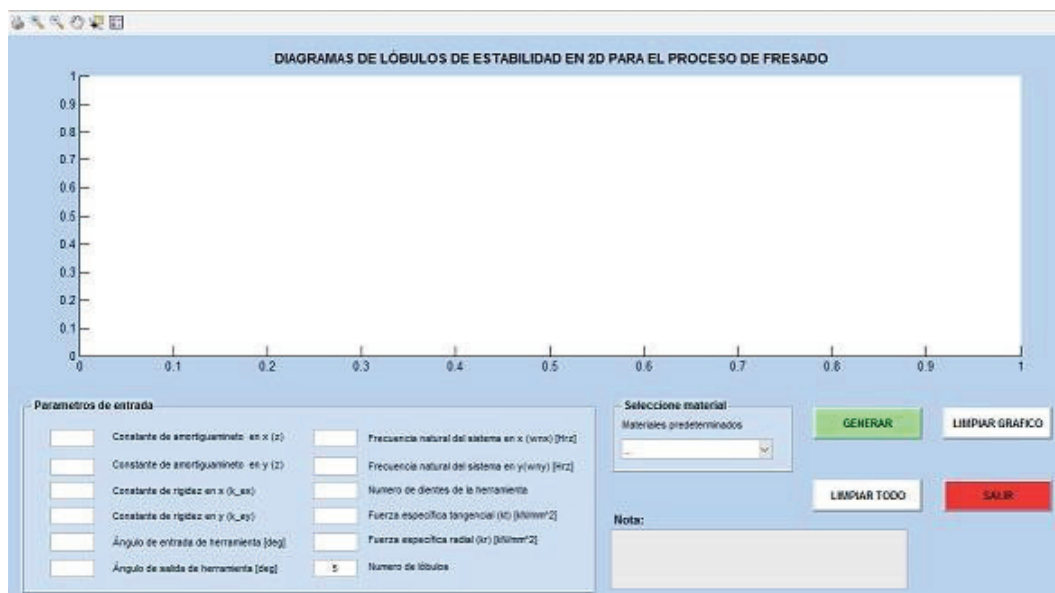 DIAGRAMAS DE LÓBULOS DE ESTABILIDAD EN 2D PARA EL PROCESO DE FRESADO
1
0.9
0.8
0.7
0.6
0.5
0.4
0.3
0.2
0.1
0
0 0.1 0.2 0.3 0.4 0.5 0.6 0.7 0.8 0.9 1
Parametros de entrada
Constante de amortiguamineto en x (z)
Constante de amortiguamineto en y (z)
Constante de rigidez en x (k_ex)
Constante de rigidez en y (k_ey)
Ángulo de entrada de herramienta [deg]
Ángulo de salida de herramienta [deg]
Frecuencia natural del sistema en x (wnx) [Hrz]
Frecuencia natural del sistema en y(wny) [Hrz]
Numero de dientes de la herramienta
Fuerza específica tangencial (kt) [kN/mm^2]
Fuerza especifica radial (kr) [kN/mm^2]
5 Numero de lóbulos
Seleccione material
Materiales predeterminados
...
GENERAR
LIMPIAR GRAFICO
LIMPIAR TODO
SALIR
Nota: